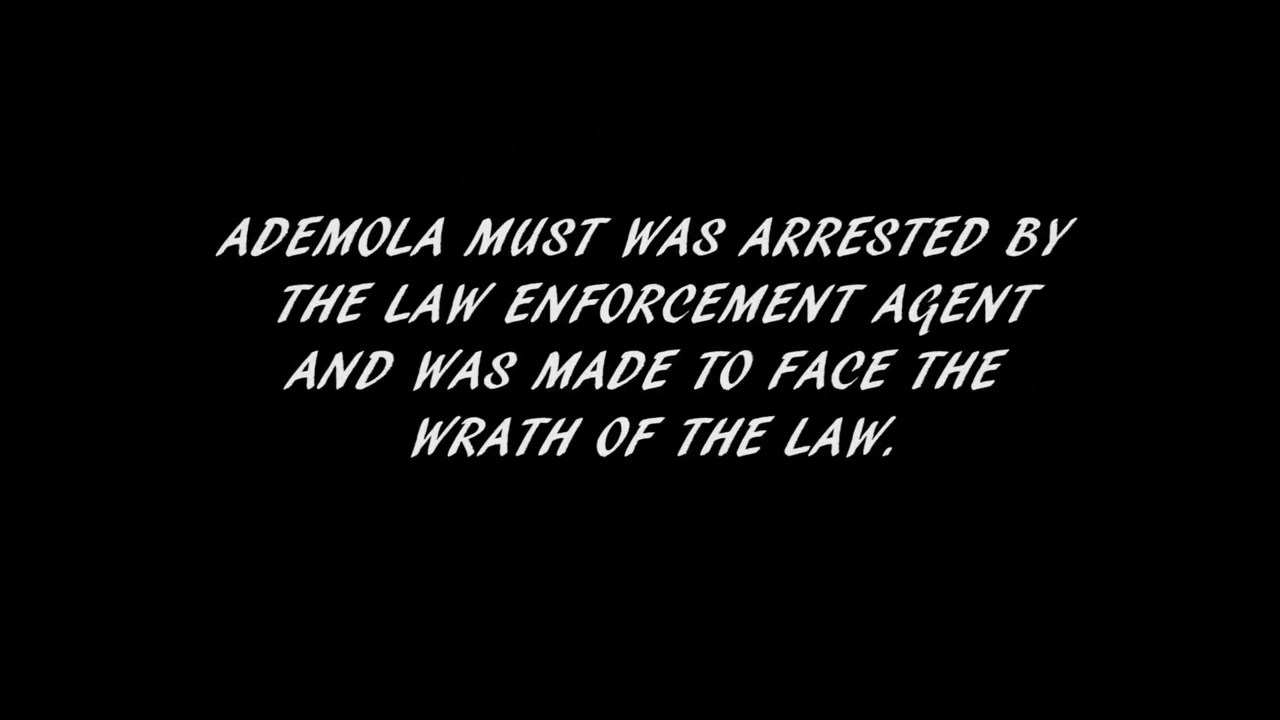 ADEMOLA MUST WAS ARRESTED BY
THE LAW ENFORCEMENT AGENT
AND WAS MADE TO FACE THE
WRATH OF THE LAW.